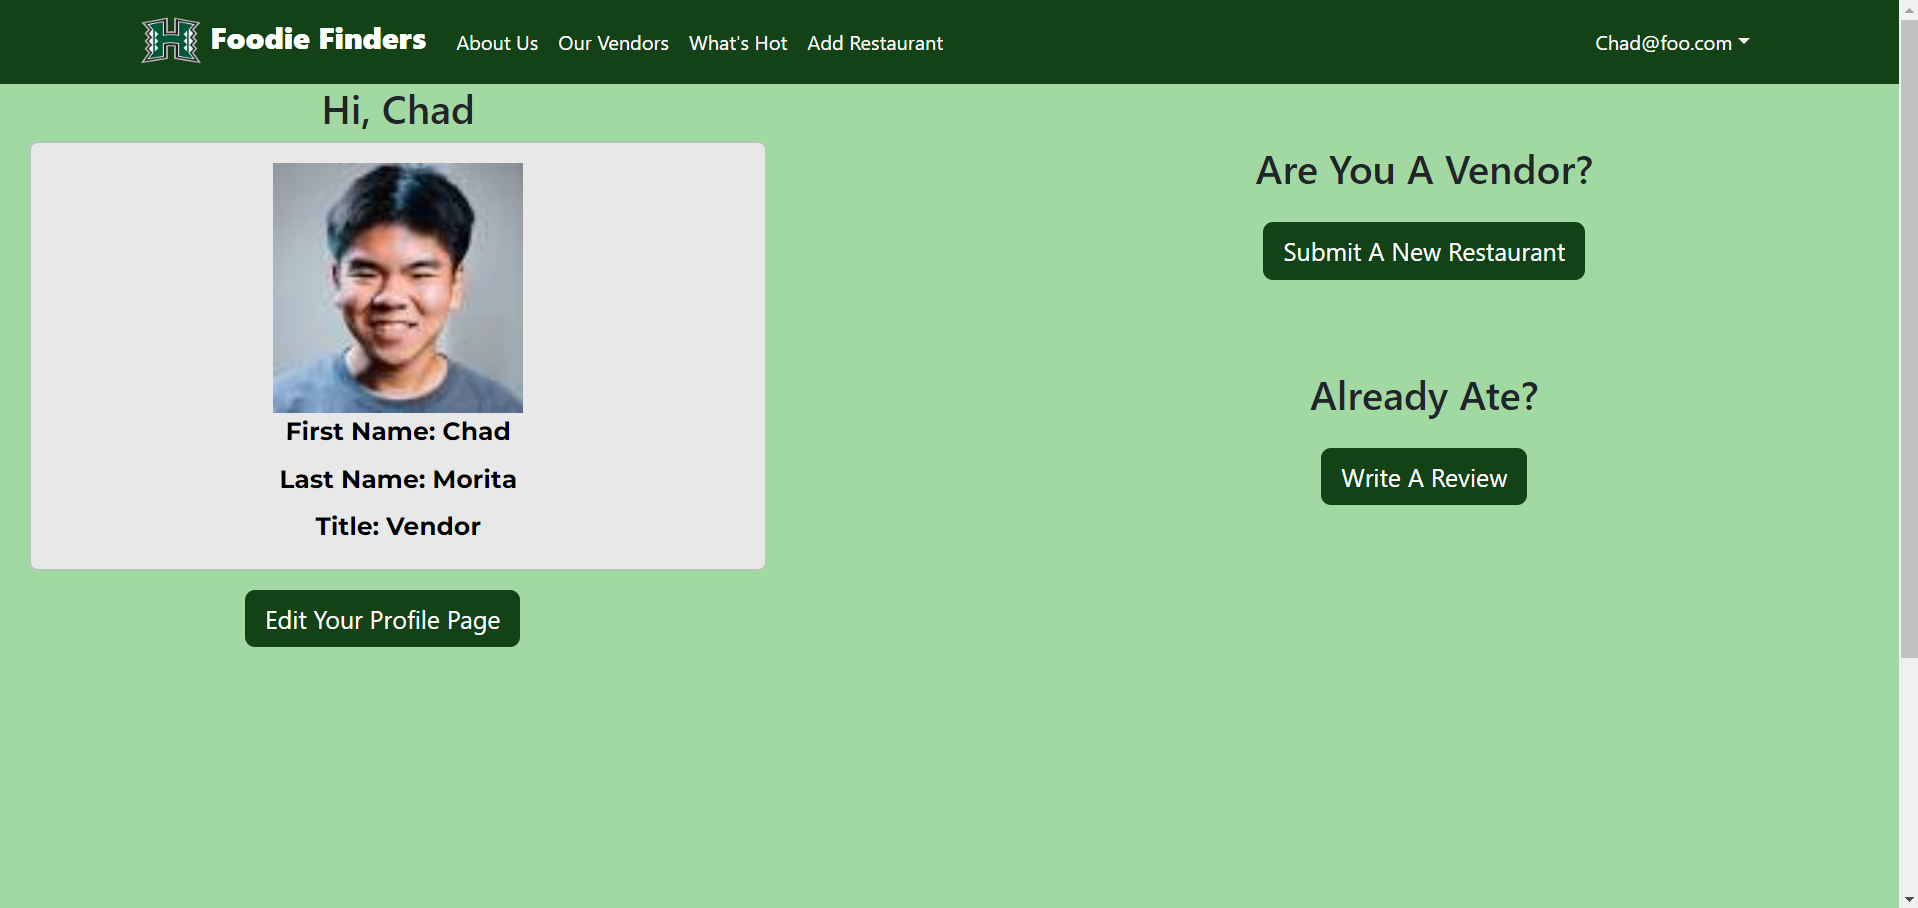 Foodie Finders
About Us
Our Vendors
What's Hot
Add Restaurant
Chad@foo.com
Hi, Chad
First Name: Chad
Last Name: Morita
Title: Vendor
Edit Your Profile Page
Are You A Vendor?
Submit A New Restaurant
Already Ate?
Write A Review